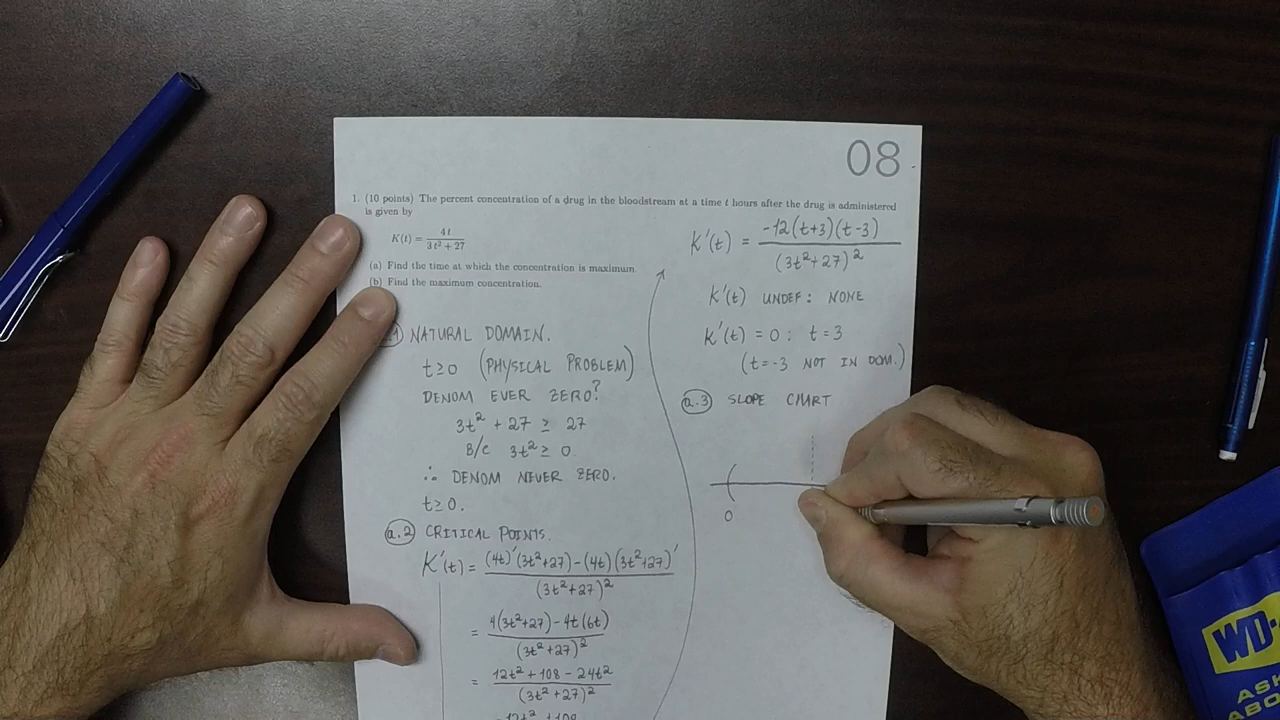 08
1. (10 points) The percent concentration of a drug in the bloodstream at a time t hours after the drug is administered
is given by
K(t) = 4t / (3t² + 27)
(a) Find the time at which the concentration is maximum.
(b) Find the maximum concentration.
NATURAL DOMAIN.
t ≥ 0 (PHYSICAL PROBLEM)
DENOM EVER ZERO?
3t² + 27 ≥ 27
B/C 3t² ≥ 0.
∴ DENOM NEVER ZERO.
t ≥ 0.
a.2 CRITICAL POINTS.
K'(t) = ((4t)'(3t²+27) - (4t)(3t²+27)') / (3t²+27)²
= (4(3t²+27) - 4t(6t)) / (3t²+27)²
= (12t² + 108 - 24t²) / (3t²+27)²
-12t² + 108
K'(t) = -12(t+3)(t-3) / (3t²+27)²
K'(t) UNDEF: NONE
K'(t) = 0: t = 3
(t = -3 NOT IN DOM.)
a.3 SLOPE CHART
0
WD-
ASK
ABO